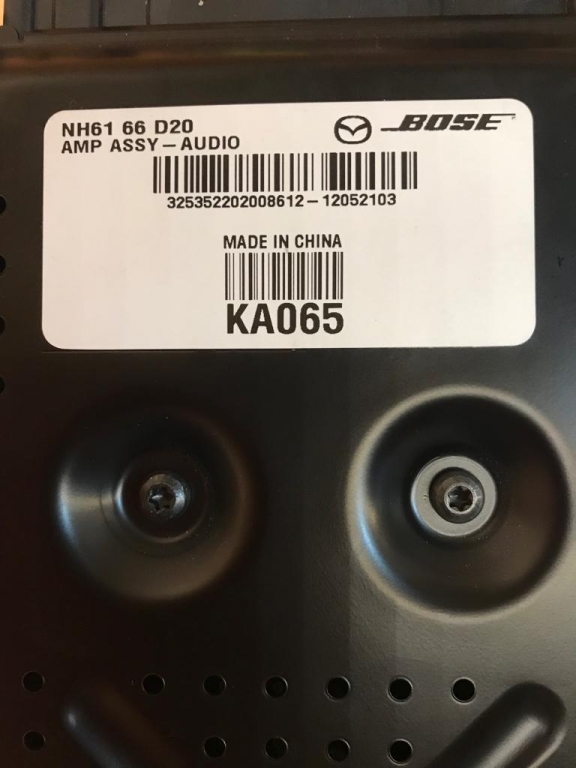 NH61 66 D20
AMP ASSY–AUDIO
BOSE
325352202008612–12052103
MADE IN CHINA
KA065